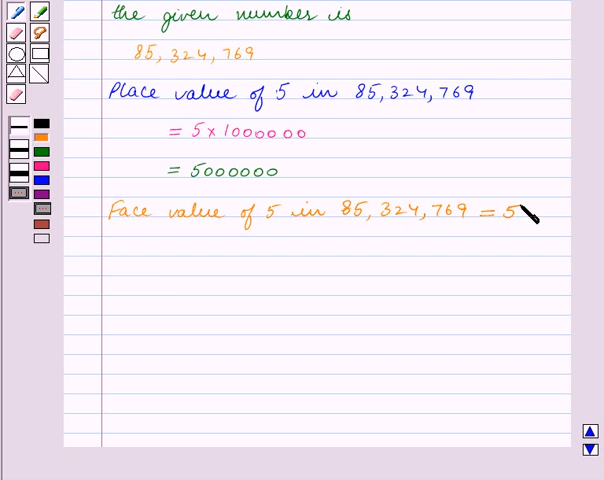 the given number is
85, 324, 769
Place value of 5 in 85, 324, 769
= 5 × 1000000
= 5000000
Face value of 5 in 85, 324, 769 = 5